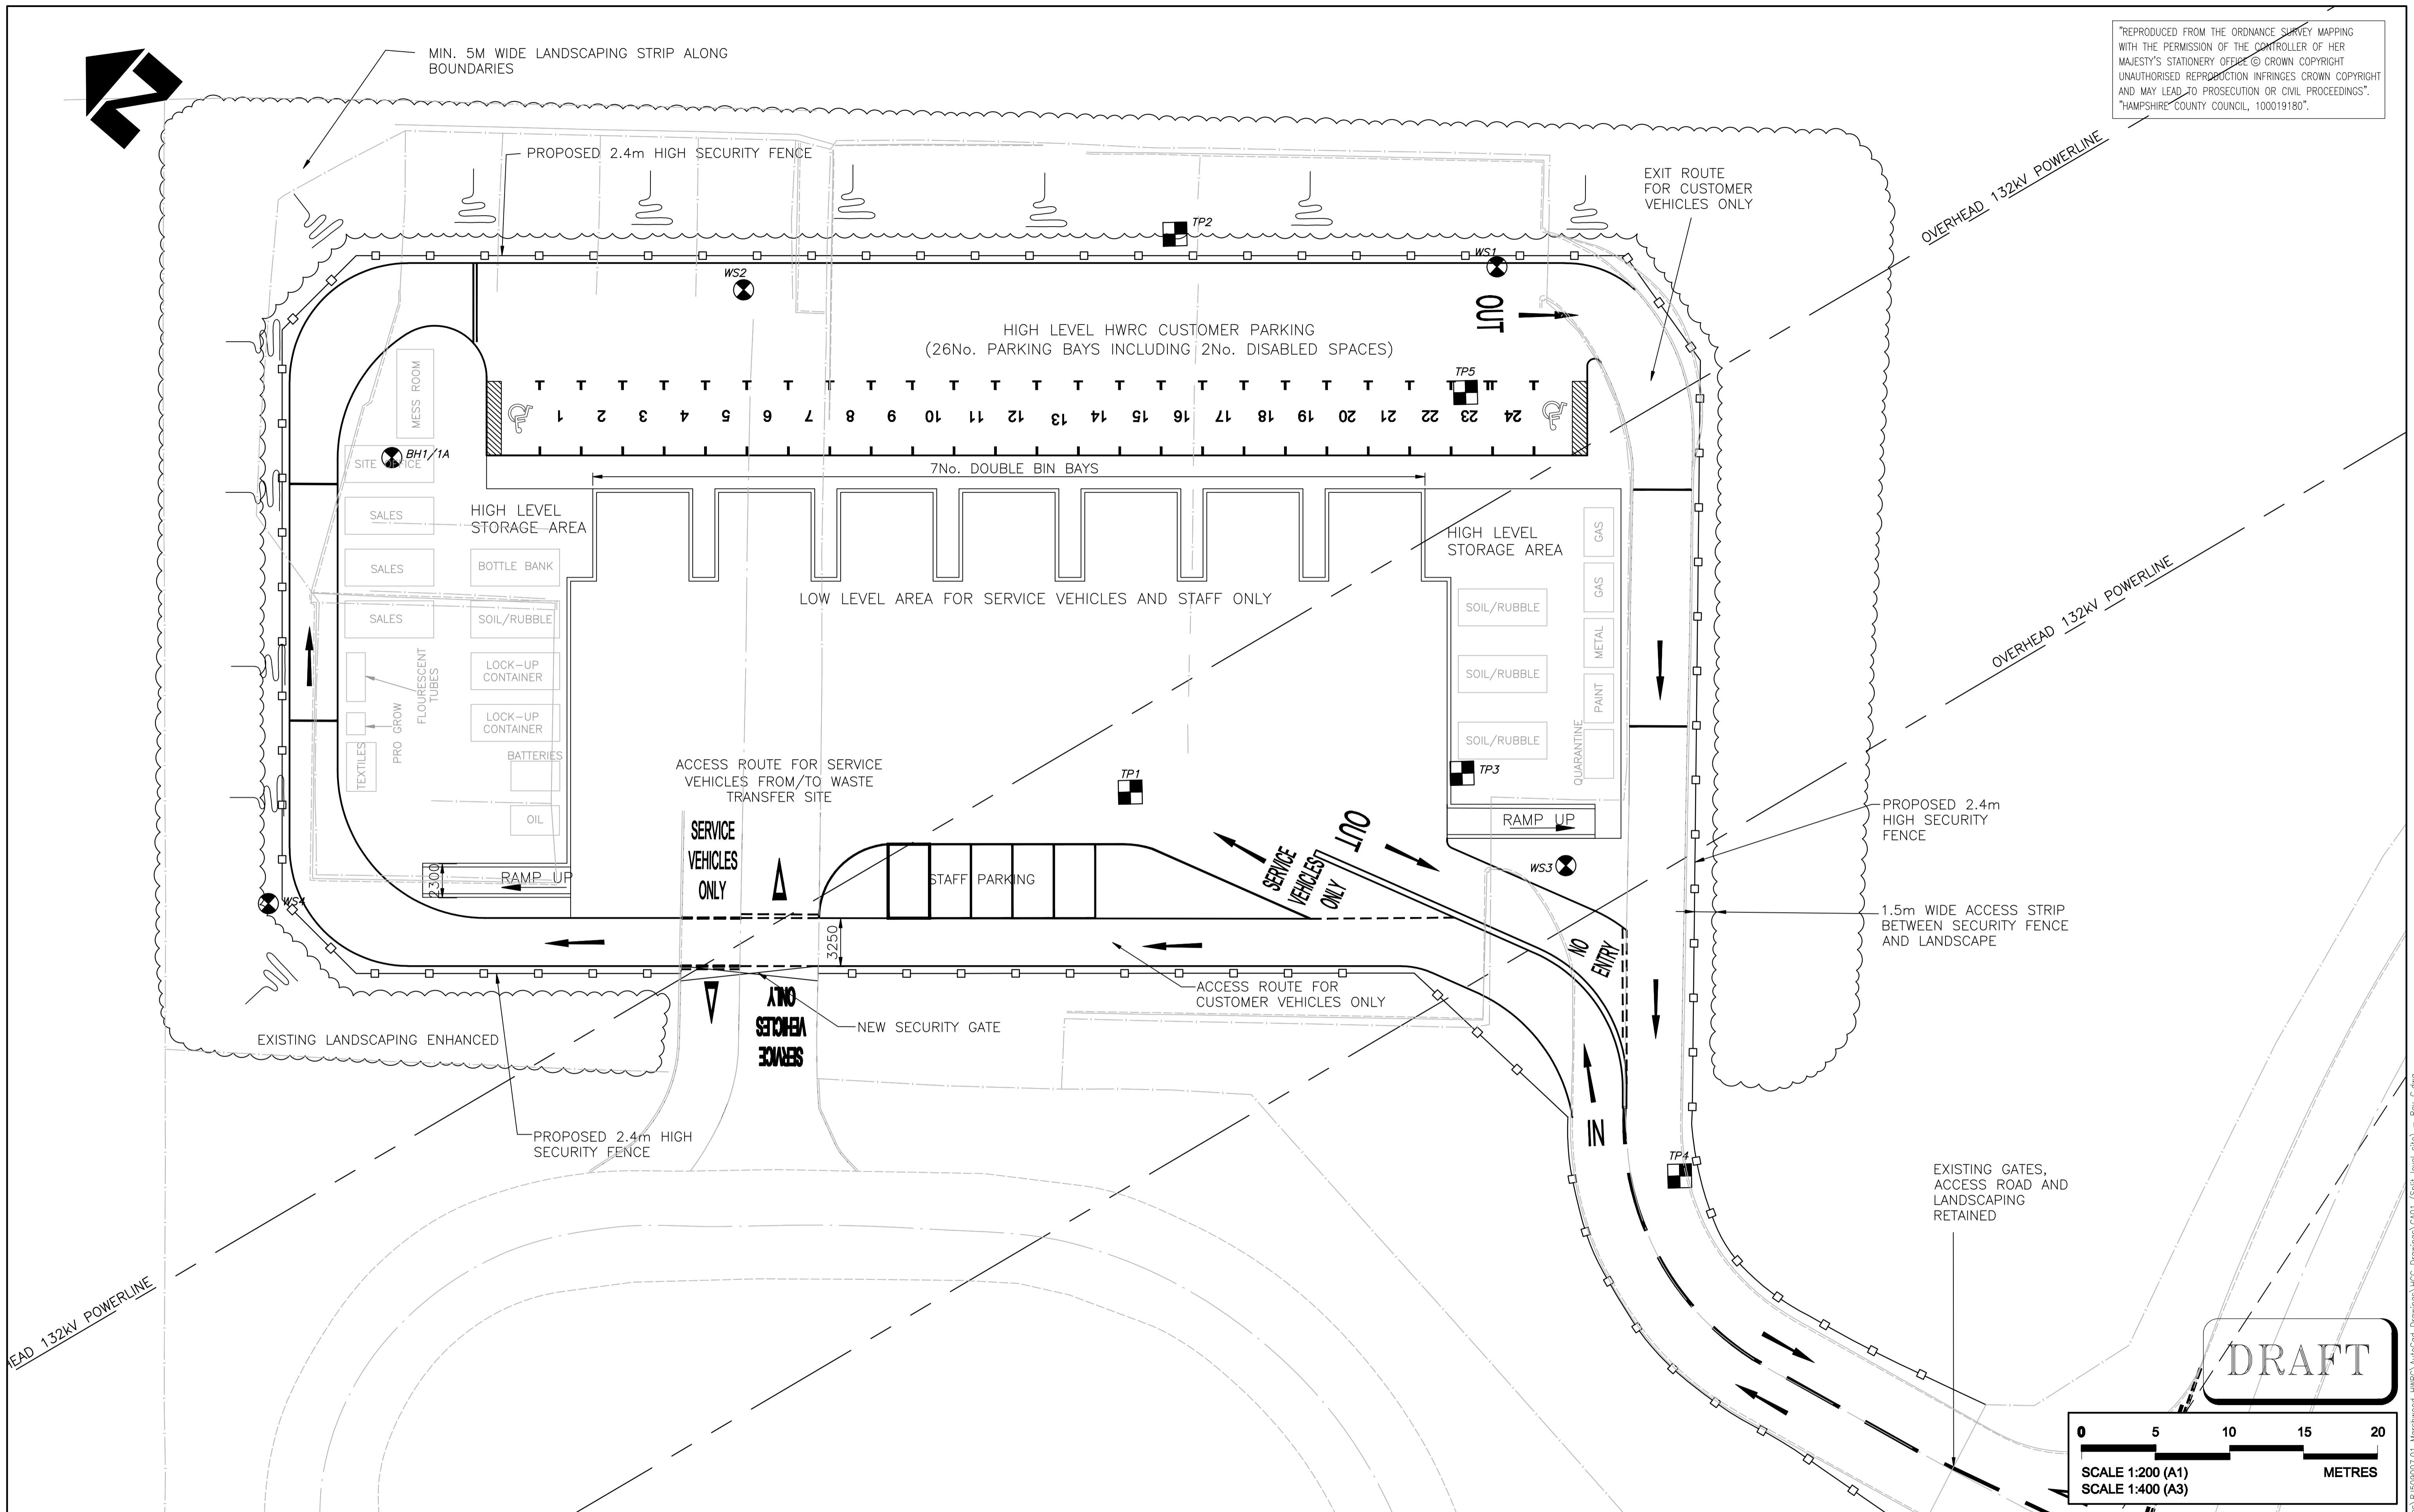 MIN. 5M WIDE LANDSCAPING STRIP ALONG
BOUNDARIES
"REPRODUCED FROM THE ORDNANCE SURVEY MAPPING
WITH THE PERMISSION OF THE CONTROLLER OF HER
MAJESTY'S STATIONERY OFFICE © CROWN COPYRIGHT
UNAUTHORISED REPRODUCTION INFRINGES CROWN COPYRIGHT
AND MAY LEAD TO PROSECUTION OR CIVIL PROCEEDINGS".
"HAMPSHIRE COUNTY COUNCIL, 100019180".
PROPOSED 2.4m HIGH SECURITY FENCE
EXIT ROUTE
FOR CUSTOMER
VEHICLES ONLY
OVERHEAD 132kV POWERLINE
TP2
WS1
WS2
OUT
HIGH LEVEL HWRC CUSTOMER PARKING
(26No. PARKING BAYS INCLUDING 2No. DISABLED SPACES)
TP5
1 2 3 4 5 6 7 8 9 10 11 12 13 14 15 16 17 18 19 20 21 22 23 24
MESS ROOM
BH1/1A
SITE OFFICE
7No. DOUBLE BIN BAYS
SALES
HIGH LEVEL
STORAGE AREA
HIGH LEVEL
STORAGE AREA
GAS
SALES
BOTTLE BANK
GAS
LOW LEVEL AREA FOR SERVICE VEHICLES AND STAFF ONLY
SALES
SOIL/RUBBLE
SOIL/RUBBLE
METAL
OVERHEAD 132kV POWERLINE
FLOURESCENT
TUBES
LOCK-UP
CONTAINER
SOIL/RUBBLE
PAINT
PRO GROW
LOCK-UP
CONTAINER
SOIL/RUBBLE
QUARANTINE
TEXTILES
BATTERIES
ACCESS ROUTE FOR SERVICE
VEHICLES FROM/TO WASTE
TRANSFER SITE
TP1
TP3
OIL
PROPOSED 2.4m
HIGH SECURITY
FENCE
SERVICE
VEHICLES
ONLY
OUT
RAMP UP
SERVICE
VEHICLES
ONLY
WS3
2300
RAMP UP
STAFF PARKING
WS4
3250
NO
ENTRY
1.5m WIDE ACCESS STRIP
BETWEEN SECURITY FENCE
AND LANDSCAPE
SERVICE
VEHICLES
ONLY
ACCESS ROUTE FOR
CUSTOMER VEHICLES ONLY
NEW SECURITY GATE
EXISTING LANDSCAPING ENHANCED
IN
PROPOSED 2.4m HIGH
SECURITY FENCE
TP4
EXISTING GATES,
ACCESS ROAD AND
LANDSCAPING
RETAINED
HEAD 132kV POWERLINE
DRAFT
0 5 10 15 20
SCALE 1:200 (A1)
METRES
SCALE 1:400 (A3)